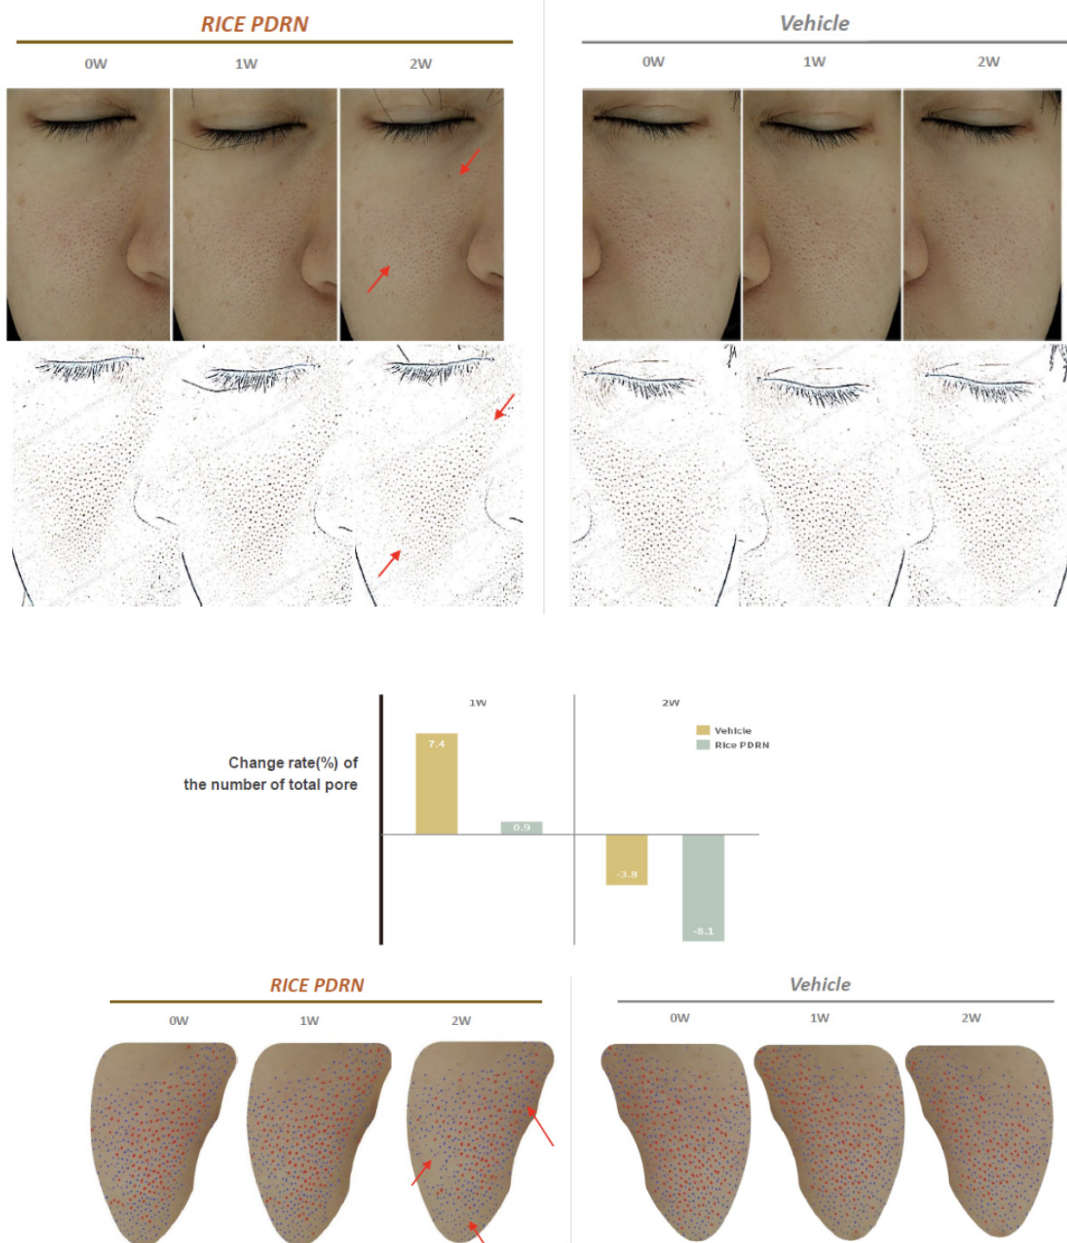 RICE PDRN
Vehicle
0W 1W 2W
0W 1W 2W
1W
2W
Vehicle
Rice PDRN
Change rate(%) of
the number of total pore
7.4
0.9
-3.8
-8.1
RICE PDRN
Vehicle
0W 1W 2W
0W 1W 2W